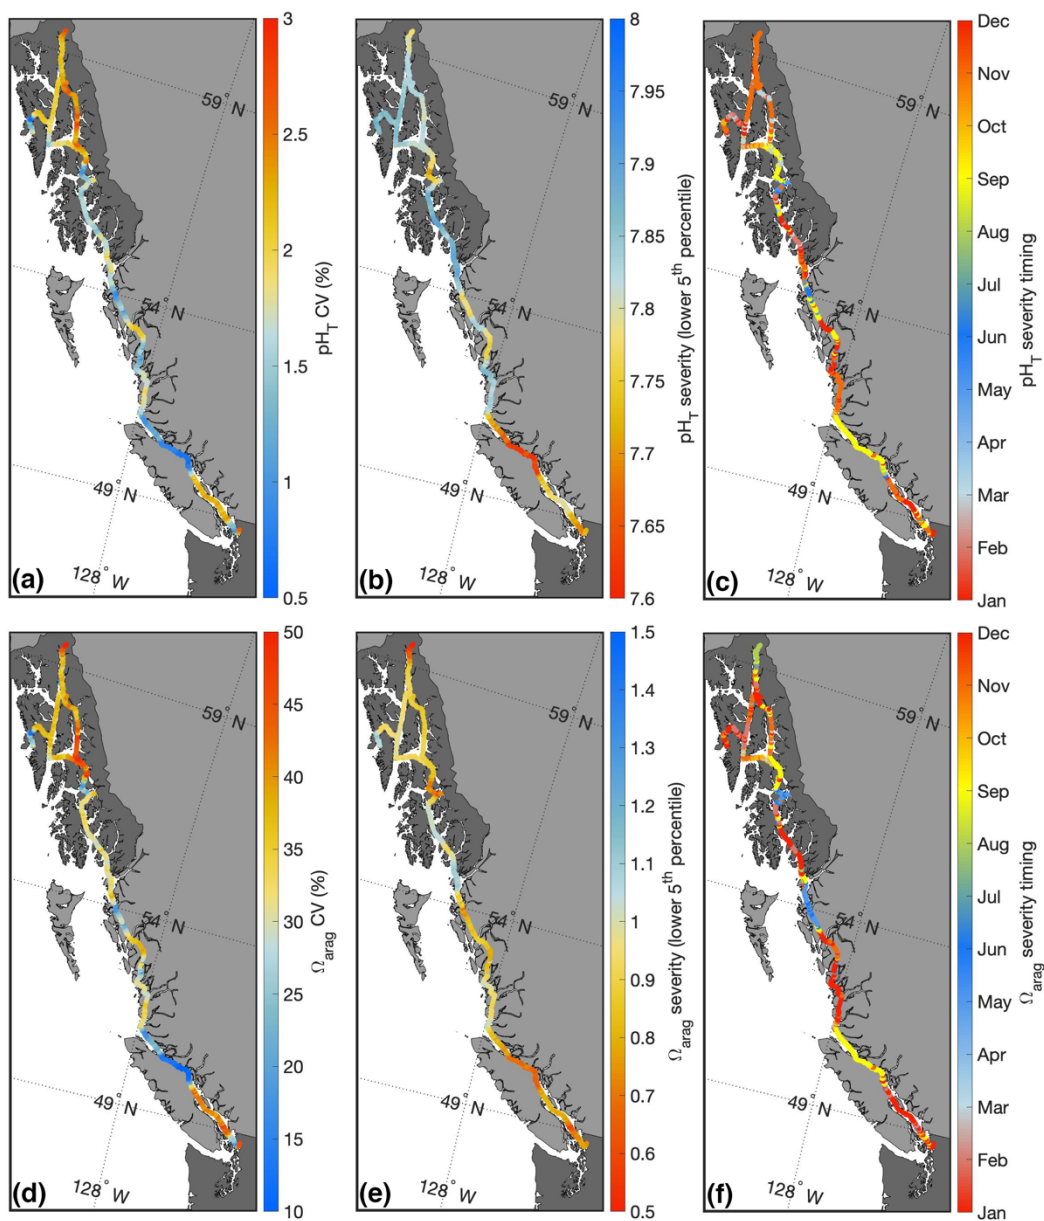 59° N
54° N
49° N
128° W
(a)
3
2.5
2
1.5
1
0.5
pH_T CV (%)
59° N
54° N
49° N
128° W
(b)
8
7.95
7.9
7.85
7.8
7.75
7.7
7.65
7.6
pH_T severity (lower 5th percentile)
59° N
54° N
49° N
128° W
(c)
Dec
Nov
Oct
Sep
Aug
Jul
Jun
May
Apr
Mar
Feb
Jan
pH_T severity timing
59° N
54° N
49° N
128° W
(d)
50
45
40
35
30
25
20
15
10
Ω_arag CV (%)
59° N
54° N
49° N
128° W
(e)
1.5
1.4
1.3
1.2
1.1
1
0.9
0.8
0.7
0.6
0.5
Ω_arag severity (lower 5th percentile)
59° N
54° N
49° N
128° W
(f)
Dec
Nov
Oct
Sep
Aug
Jul
Jun
May
Apr
Mar
Feb
Jan
Ω_arag severity timing